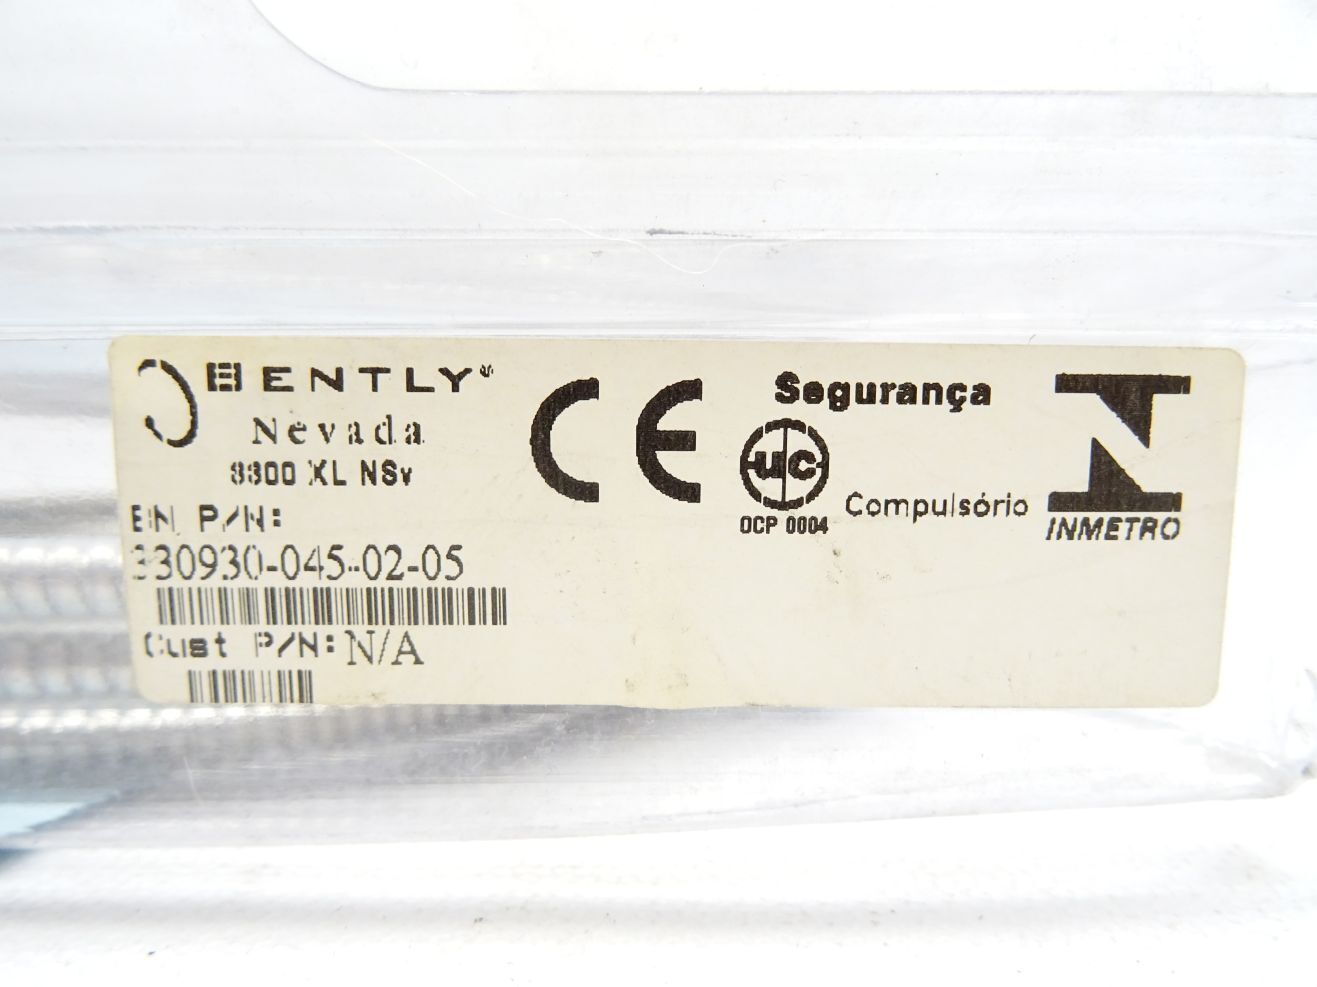 BENTLY
Nevada
3300 XL NSv
BN P/N:
330930-045-02-05
Cust P/N: N/A
CE
Segurança
uc
OCP 0004
Compulsório
INMETRO